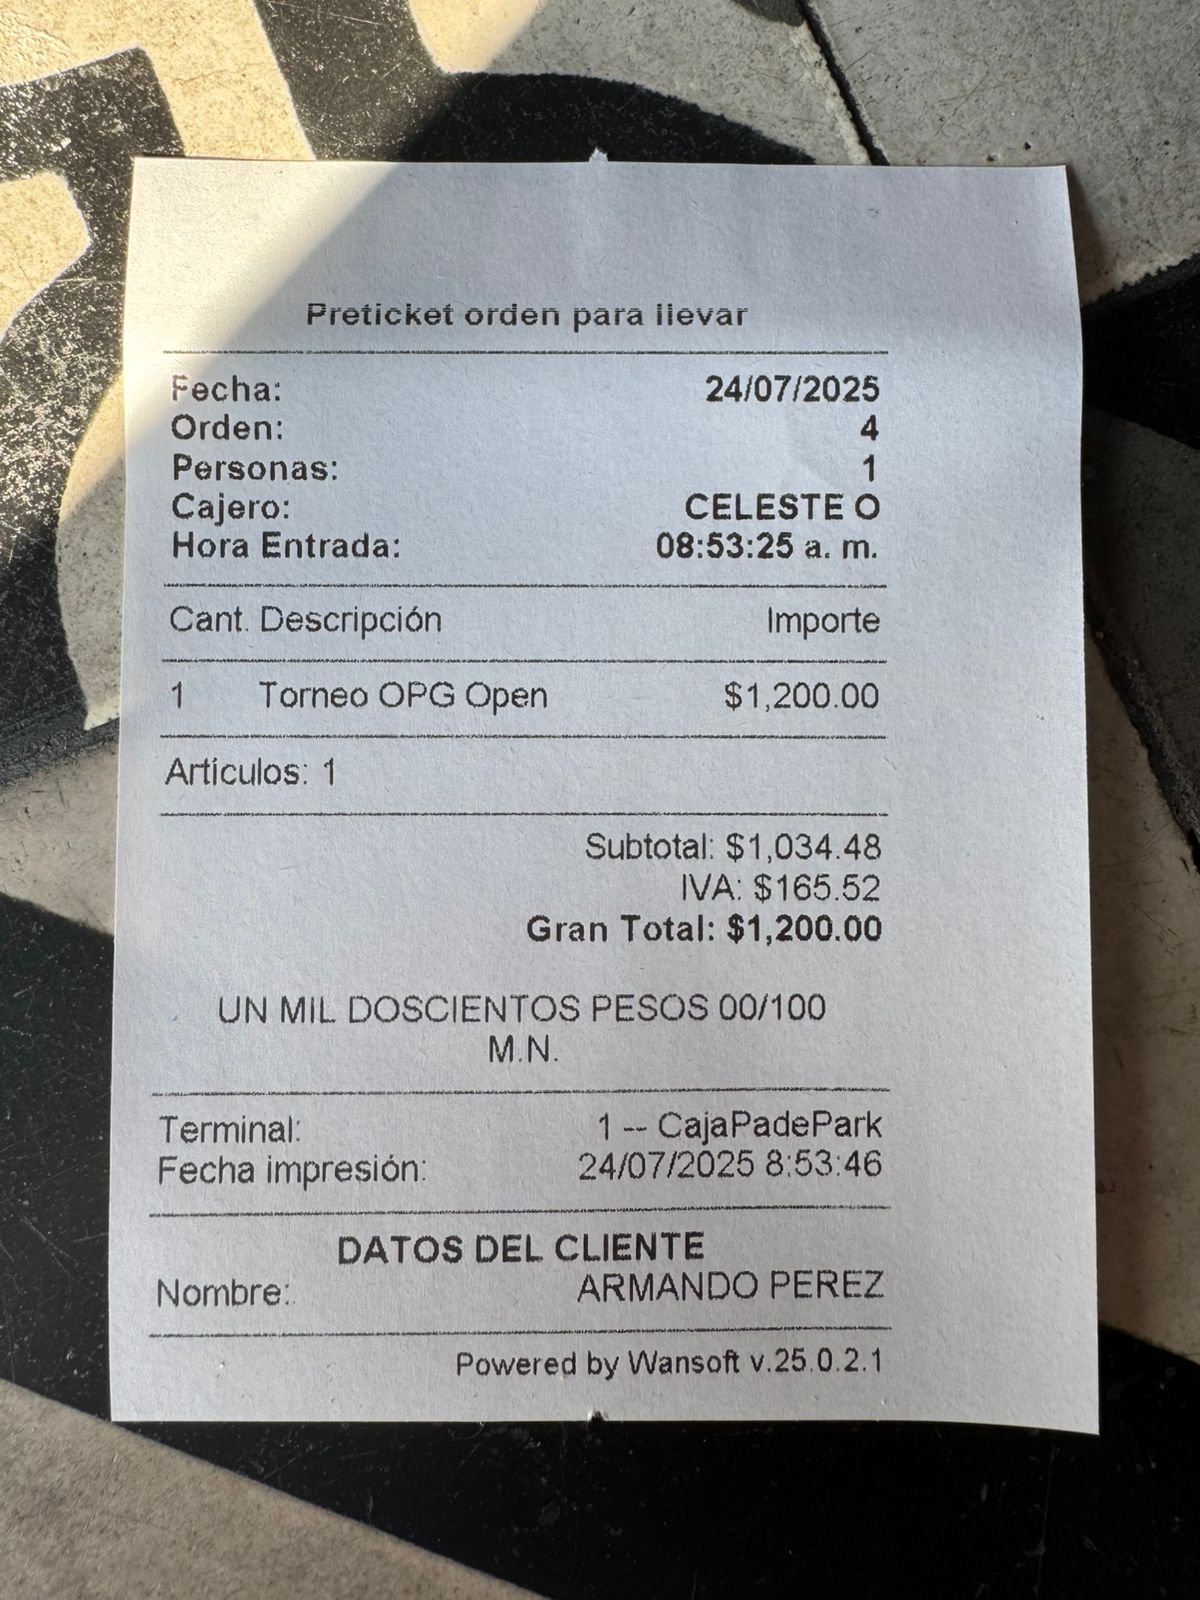 Preticket orden para llevar
Fecha: 24/07/2025
Orden: 4
Personas: 1
Cajero: CELESTE O
Hora Entrada: 08:53:25 a. m.
Cant. Descripción Importe
1 Torneo OPG Open $1,200.00
Artículos: 1
Subtotal: $1,034.48
IVA: $165.52
Gran Total: $1,200.00
UN MIL DOSCIENTOS PESOS 00/100
M.N.
Terminal: 1 -- CajaPadePark
Fecha impresión: 24/07/2025 8:53:46
DATOS DEL CLIENTE
Nombre: ARMANDO PEREZ
Powered by Wansoft v.25.0.2.1